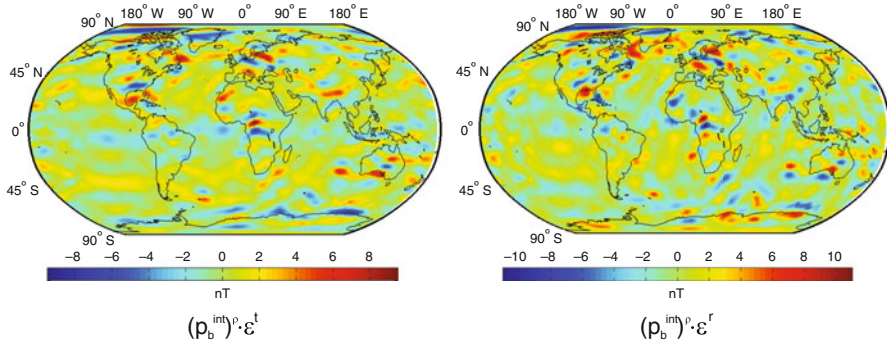 180° W 90° W 0° 90° E 180° E
90° N
45° N
0°
45° S
90° S
−8 −6 −4 −2 0 2 4 6 8
nT
(p_b^int)^ρ·ε^t
180° W 90° W 0° 90° E 180° E
90° N
45° N
0°
45° S
90° S
−10 −8 −6 −4 −2 0 2 4 6 8 10
nT
(p_b^int)^ρ·ε^r